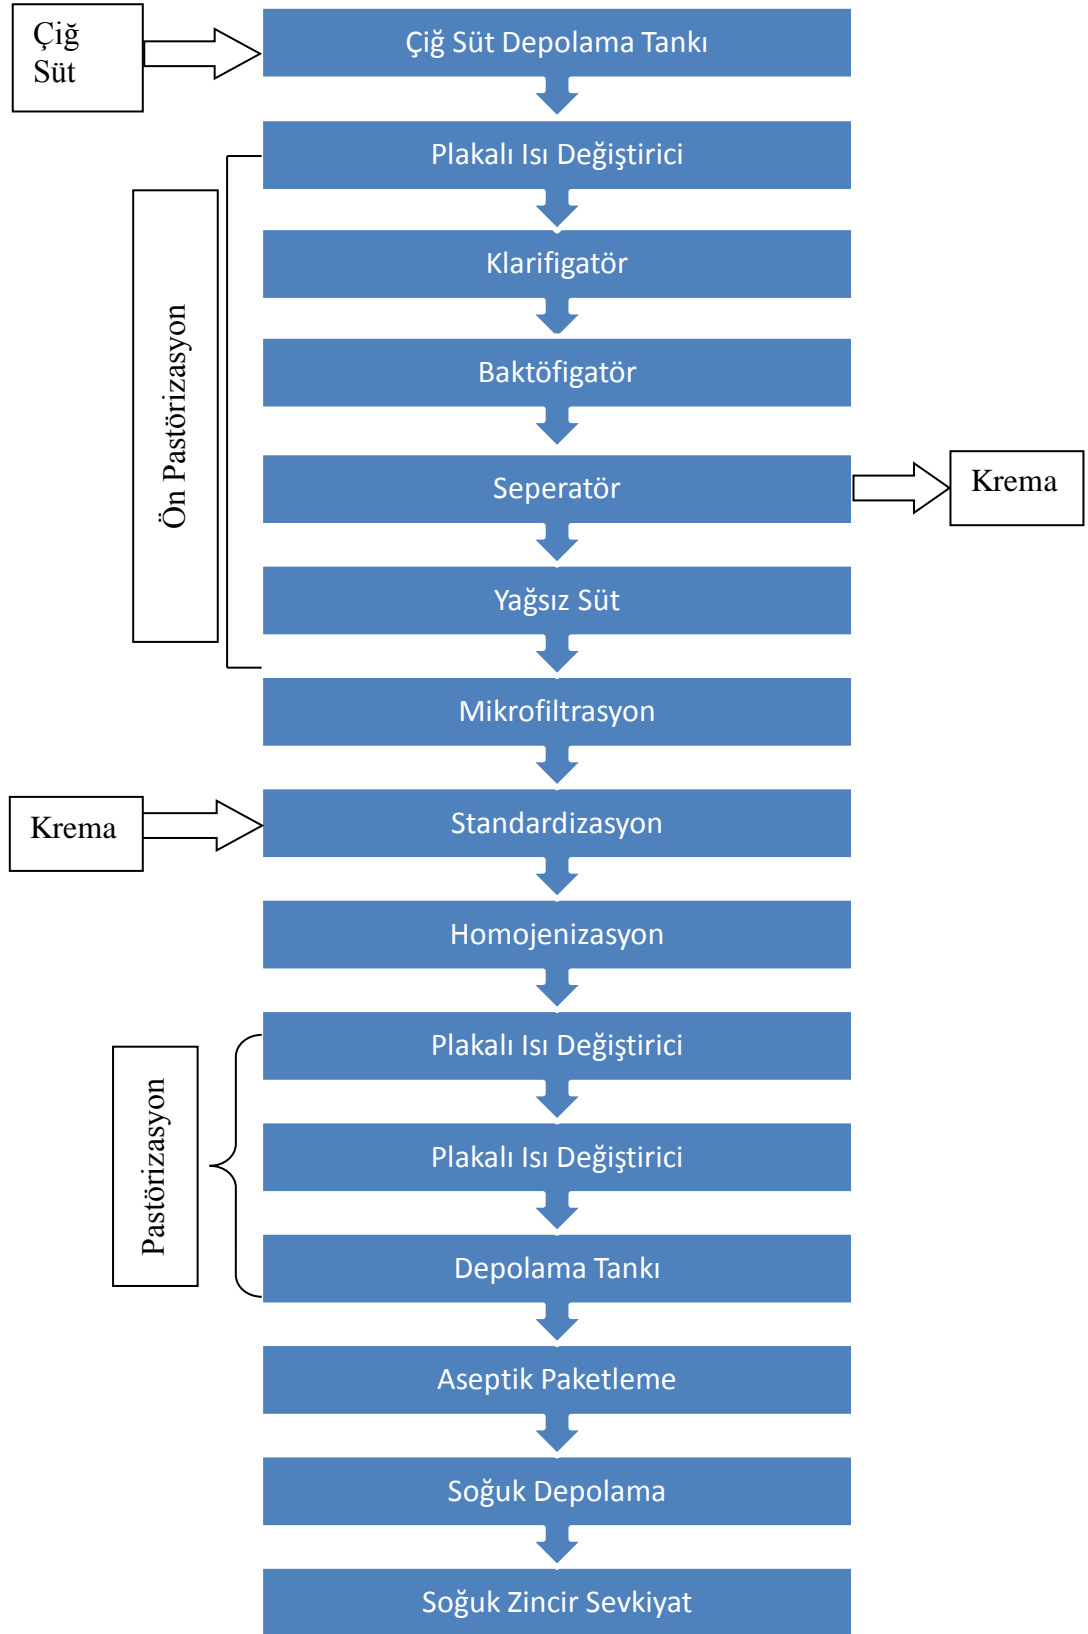 Çiğ
Süt
Çiğ Süt Depolama Tankı
Plakalı Isı Değiştirici
Klarifigatör
Baktöfigatör
Ön Pastörizasyon
Seperatör
Krema
Yağsız Süt
Mikrofiltrasyon
Krema
Standardizasyon
Homojenizasyon
Plakalı Isı Değiştirici
Plakalı Isı Değiştirici
Pastörizasyon
Depolama Tankı
Aseptik Paketleme
Soğuk Depolama
Soğuk Zincir Sevkiyat